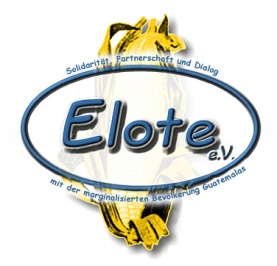 Solidarität, Partnerschaft und Dialog
Elote
e.V.
mit der marginalisierten Bevölkerung Guatemalas